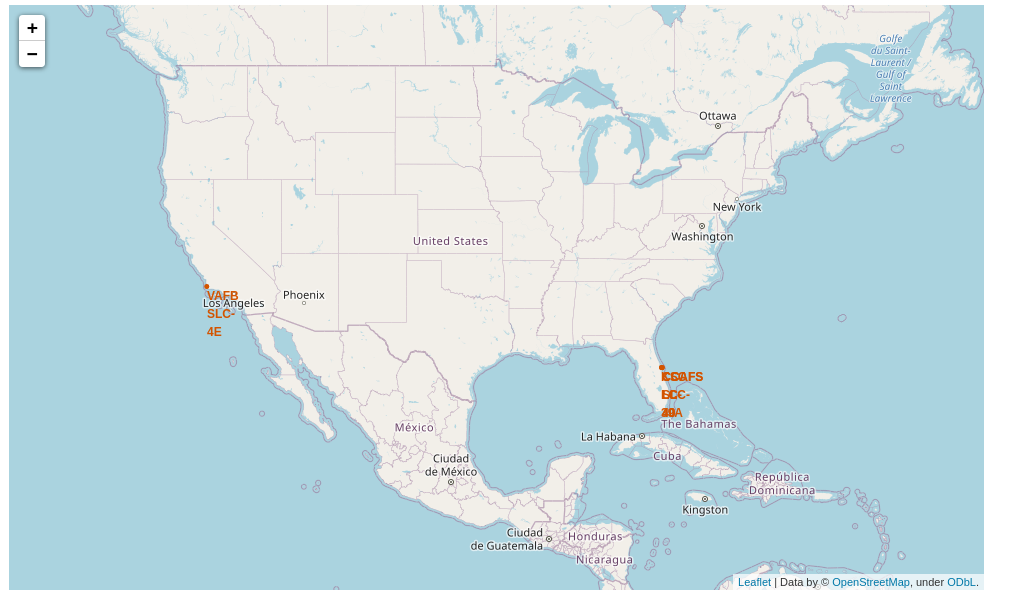 +
−
Golfe
du Saint-
Laurent /
Gulf of
Saint
Lawrence
Ottawa
New York
Washington
United States
Phoenix
Los Angeles
VAFB
SLC-
4E
The Bahamas
La Habana
México
Cuba
Ciudad
de México
República
Dominicana
Kingston
Ciudad
de Guatemala
Honduras
Nicaragua
Leaflet | Data by © OpenStreetMap, under ODbL.